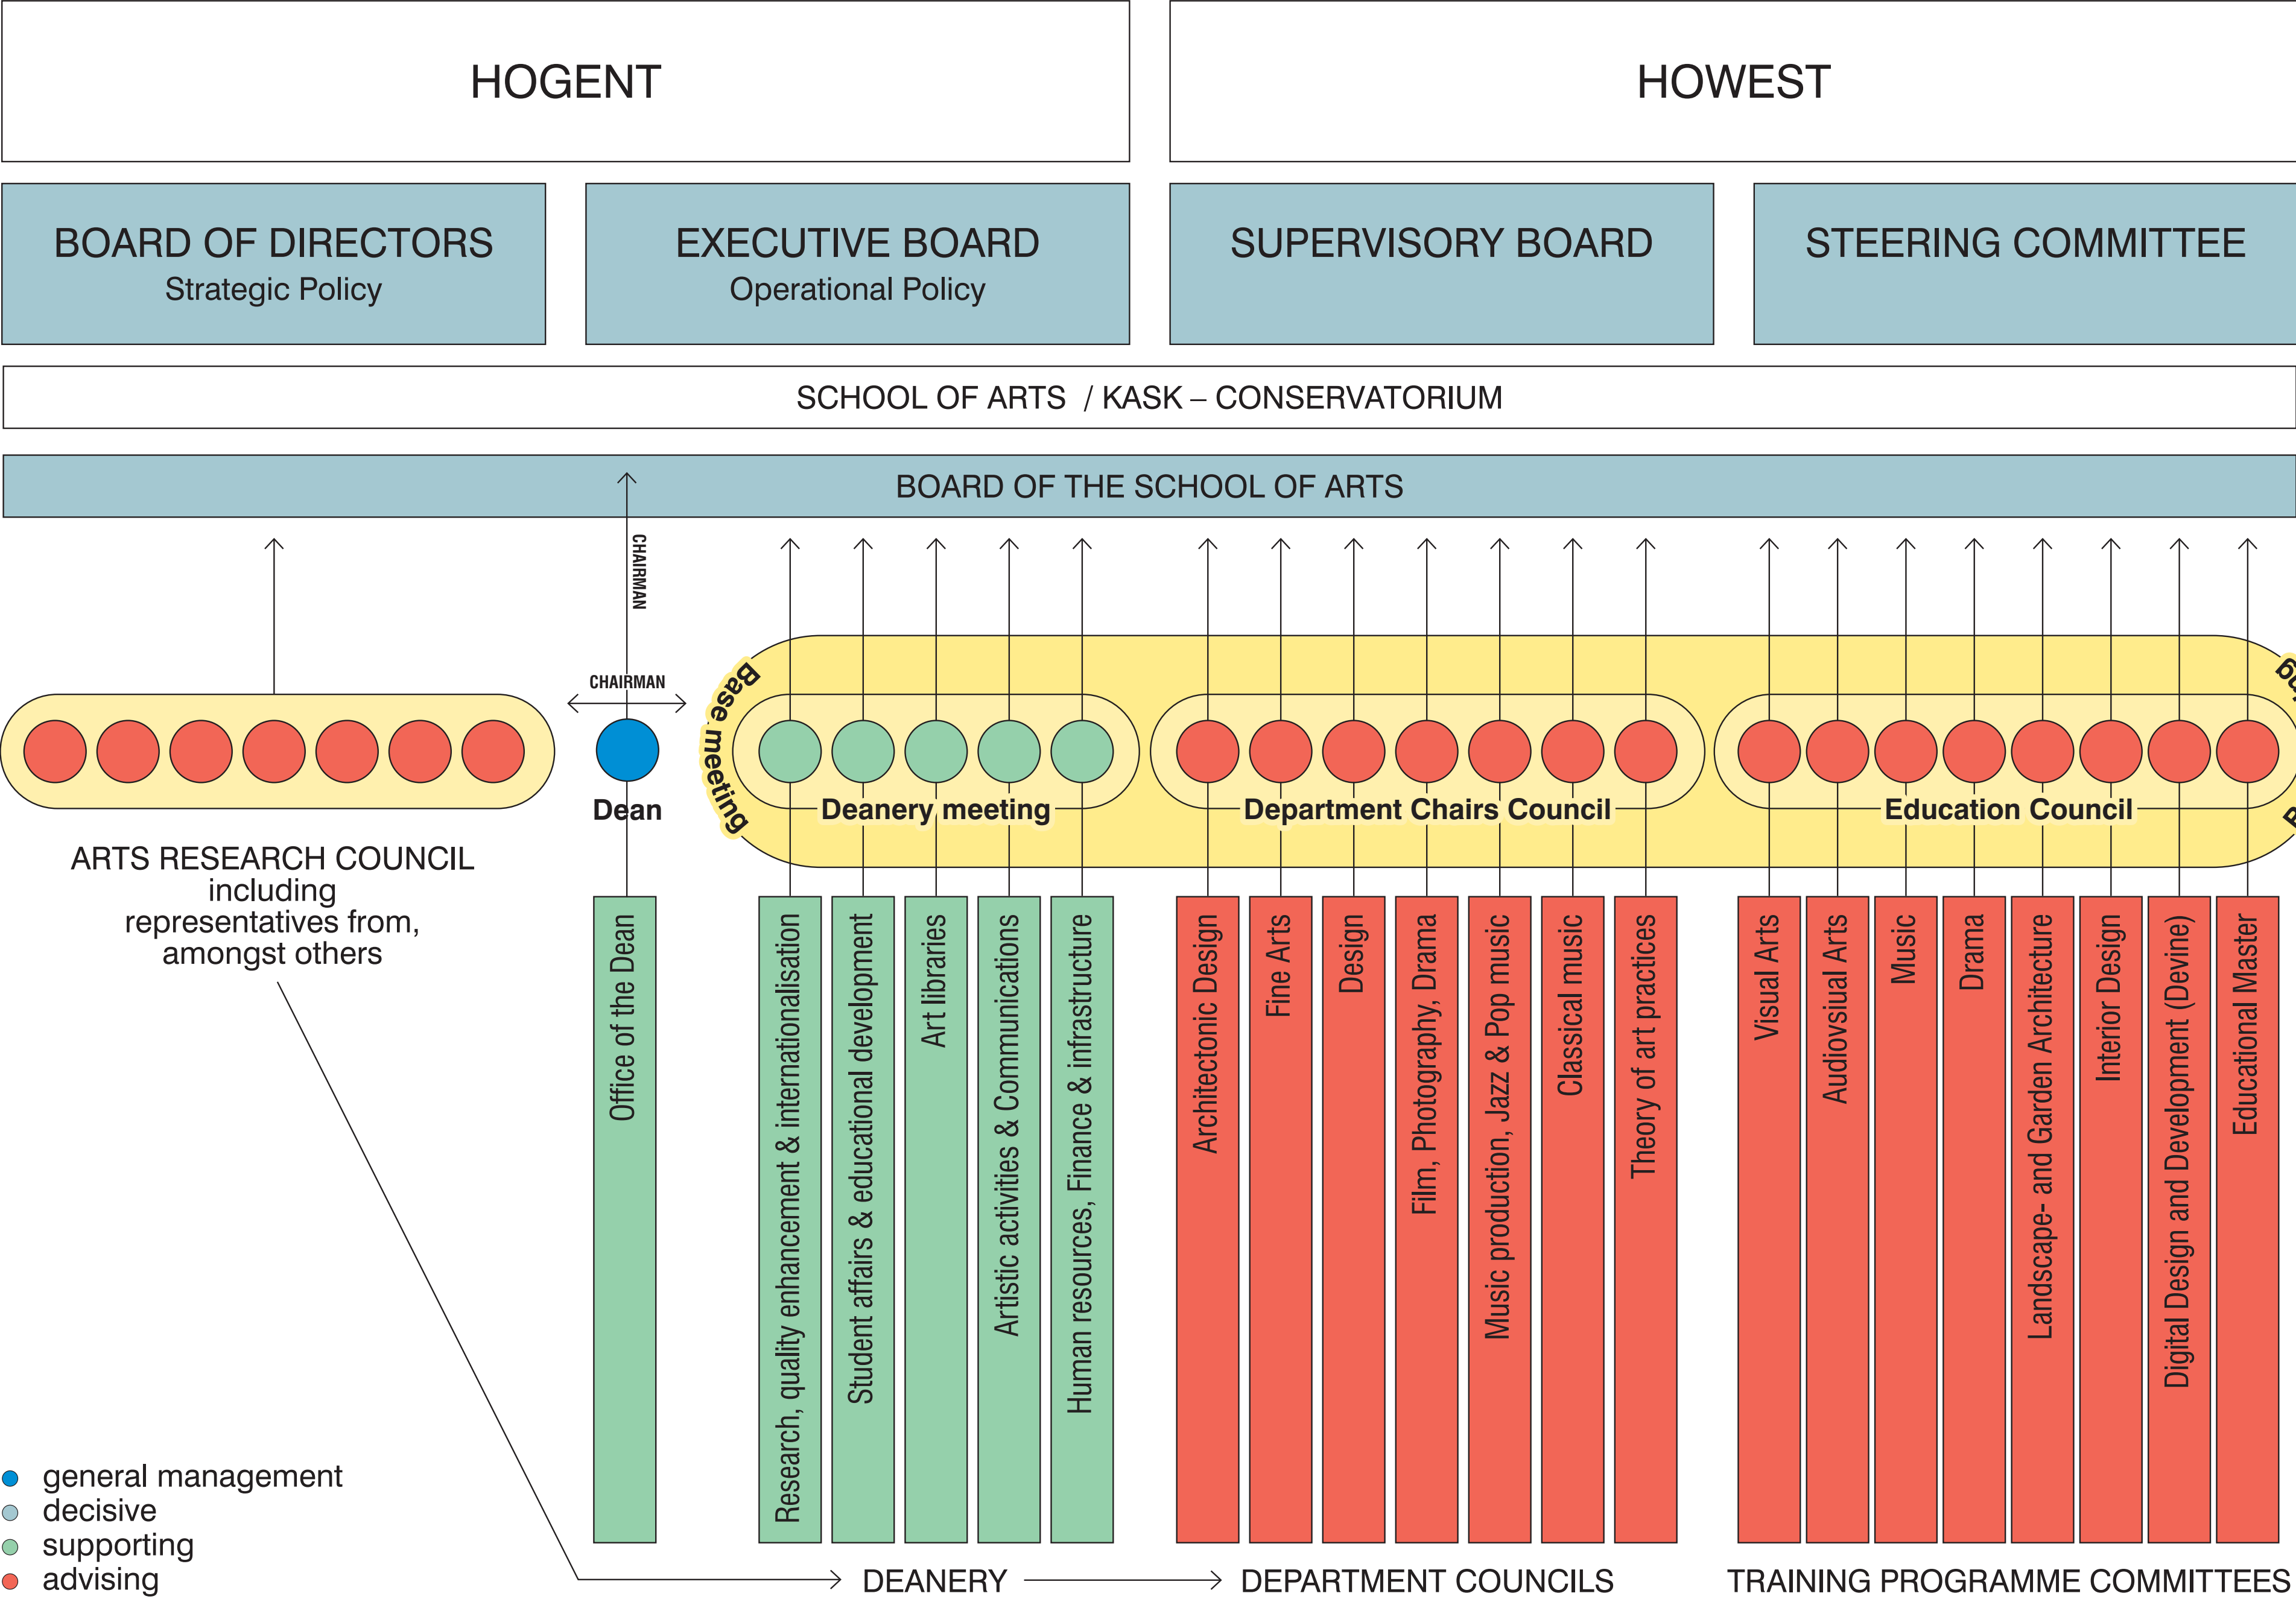 HOGENT
HOWEST
BOARD OF DIRECTORS
Strategic Policy
EXECUTIVE BOARD
Operational Policy
SUPERVISORY BOARD
STEERING COMMITTEE
SCHOOL OF ARTS / KASK – CONSERVATORIUM
BOARD OF THE SCHOOL OF ARTS
CHAIRMAN
CHAIRMAN
Base meeting
Dean
Deanery meeting
Department Chairs Council
Education Council
ARTS RESEARCH COUNCIL
including
representatives from,
amongst others
Office of the Dean
Research, quality enhancement & internationalisation
Student affairs & educational development
Art libraries
Artistic activities & Communications
Human resources, Finance & infrastructure
Architectonic Design
Fine Arts
Design
Film, Photography, Drama
Music production, Jazz & Pop music
Classical music
Theory of art practices
Visual Arts
Audiovsiual Arts
Music
Drama
Landscape- and Garden Architecture
Interior Design
Digital Design and Development (Devine)
Educational Master
general management
decisive
supporting
advising
DEANERY
DEPARTMENT COUNCILS
TRAINING PROGRAMME COMMITTEES